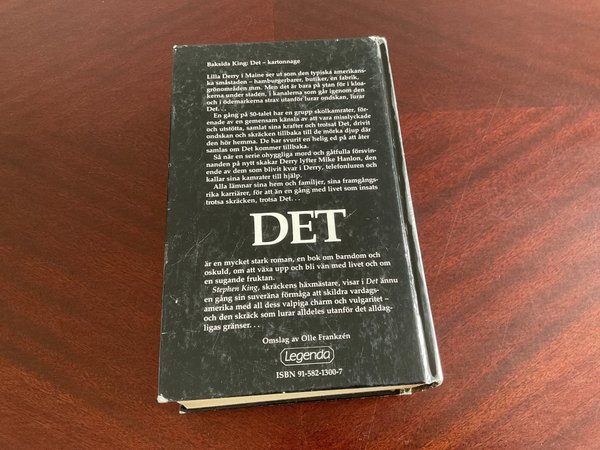 Baksida King: Det – kartonnage
Lilla Derry i Maine ser ut som den typiska amerikans-
ka småstaden – hamburgerbarer, butiker, en fabrik,
grönområden mm. Men det är bara på ytan för i kloa-
kerna under staden, i kanalerna som går igenom den
och i ödemarkerna strax utanför lurar ondskan, lurar
Det. . .
En gång på 50-talet har en grupp skolkamrater, för-
enade av en gemensam känsla av att vara misslyckade
och utstötta, samlat sina krafter och trotsat Det, drivit
ondskan och skräcken tillbaka till de mörka djup där
den hör hemma. De har svurit en helig ed på att åter
samlas om Det kommer tillbaka.
Så när en serie ohyggliga mord och gåtfulla försvin-
nanden på nytt skakar Derry lyfter Mike Hanlon, den
ende av dem som blivit kvar i Derry, telefonluren och
kallar sina kamrater till hjälp.
Alla lämnar sina hem och familjer, sina framgångs-
rika karriärer, för att än en gång med livet som insats
trotsa skräcken, trotsa Det. . .
DET
är en mycket stark roman, en bok om barndom och
oskuld, om att växa upp och bli vän med livet och om
en sugande fruktan.
Stephen King, skräckens häxmästare, visar i Det ännu
en gång sin suveräna förmåga att skildra vardags-
amerika med all dess valpiga charm och vulgaritet –
och den skräck som lurar alldeles utanför det alldag-
ligas gränser. . .
Omslag av Olle Frankzén
Legenda
ISBN 91-582-1300-7